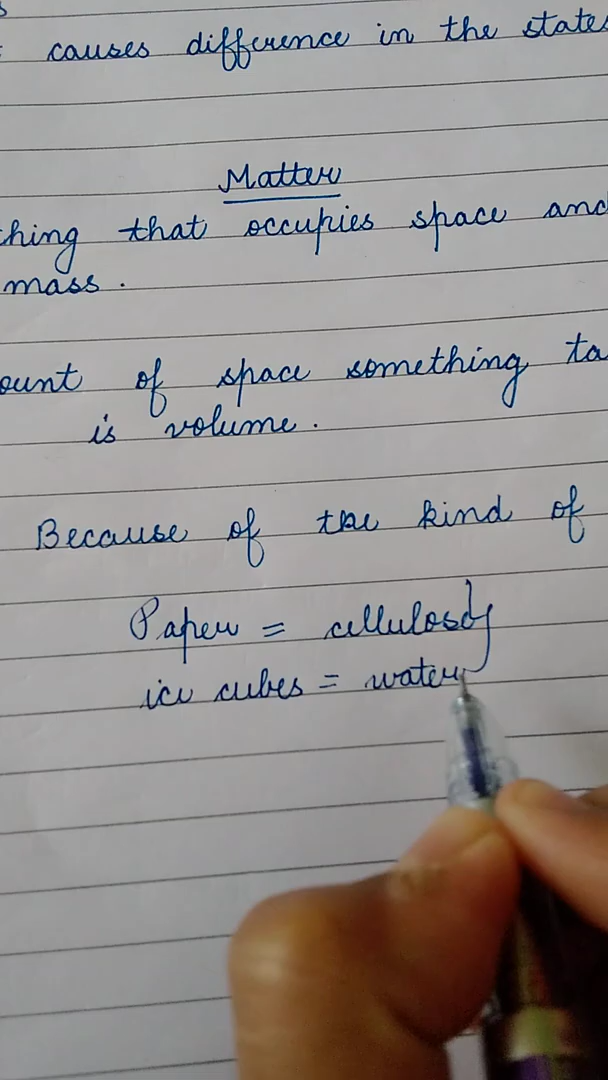 causes difference in the states
Matter
thing that occupies space and
mass.
ount of space something ta
is volume.
Because of the kind of
Paper = cellulose
ice cubes = water